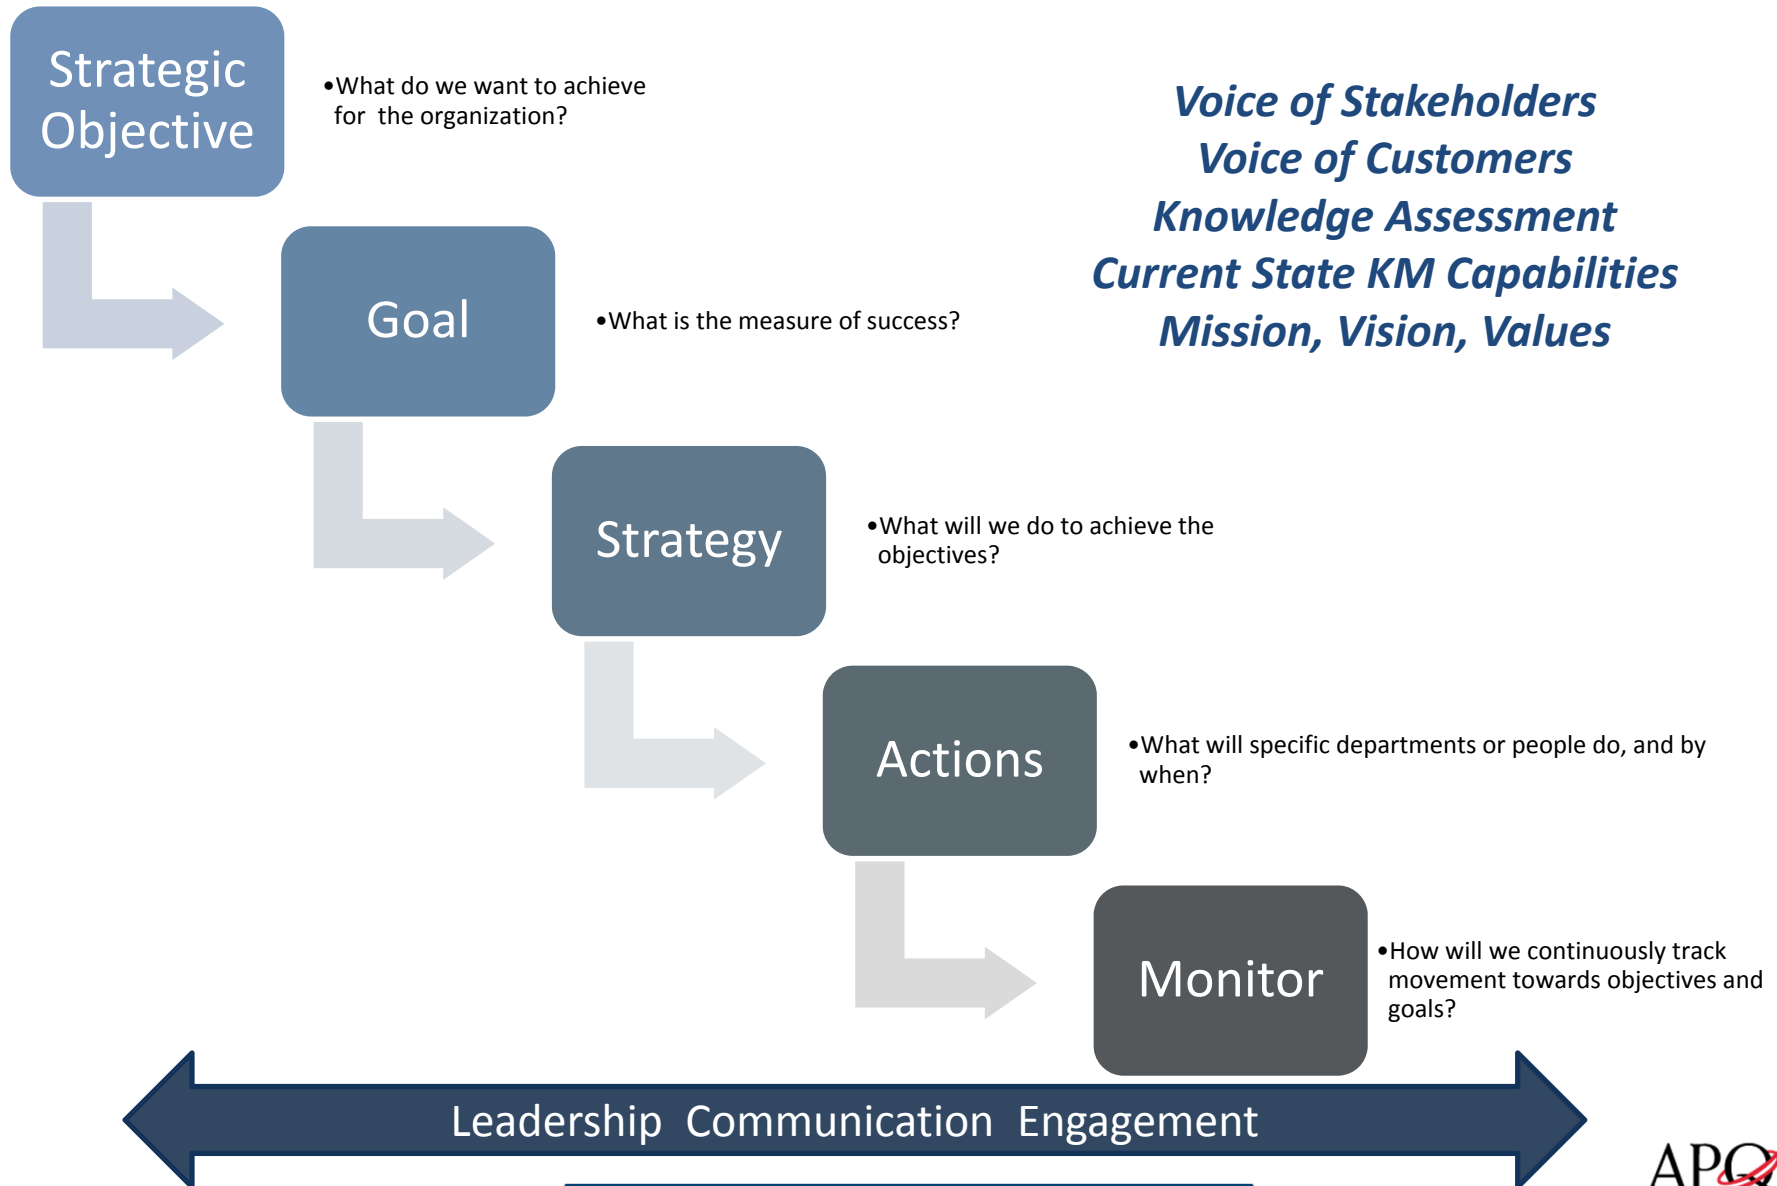 Strategic
Objective
•What do we want to achieve
for the organization?
Voice of Stakeholders
Voice of Customers
Knowledge Assessment
Current State KM Capabilities
Mission, Vision, Values
Goal
•What is the measure of success?
Strategy
•What will we do to achieve the
objectives?
Actions
•What will specific departments or people do, and by
when?
Monitor
•How will we continuously track
movement towards objectives and
goals?
Leadership Communication Engagement
APQ